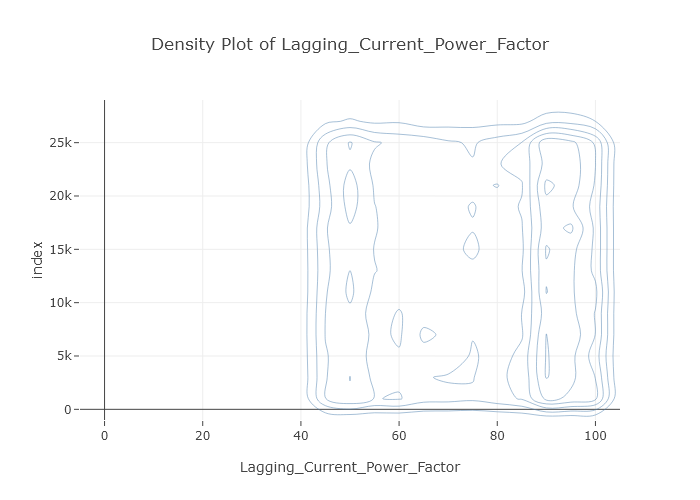 Density Plot of Lagging_Current_Power_Factor
25k
20k
15k
10k
5k
0
index
0 20 40 60 80 100
Lagging_Current_Power_Factor